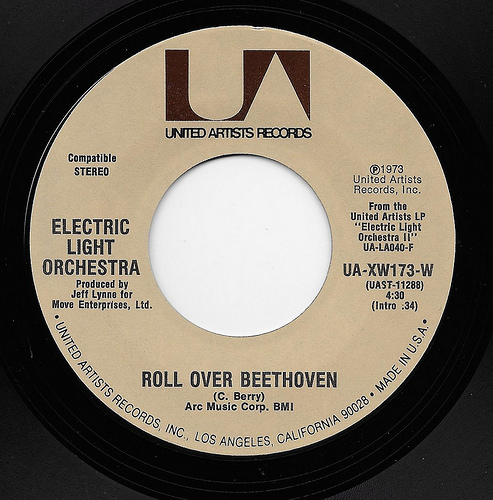 UA
UNITED ARTISTS RECORDS
Compatible
STEREO
℗1973
United Artists
Records, Inc.
From the
United Artists LP
"Electric Light
Orchestra II"
UA-LA040-F
ELECTRIC
LIGHT
ORCHESTRA
Produced by
Jeff Lynne for
Move Enterprises, Ltd.
UA-XW173-W
(UAST-11288)
4:30
(Intro .34)
ROLL OVER BEETHOVEN
(C. Berry)
Arc Music Corp. BMI
• UNITED ARTISTS RECORDS, INC., LOS ANGELES, CALIFORNIA 90028 • MADE IN U.S.A. •